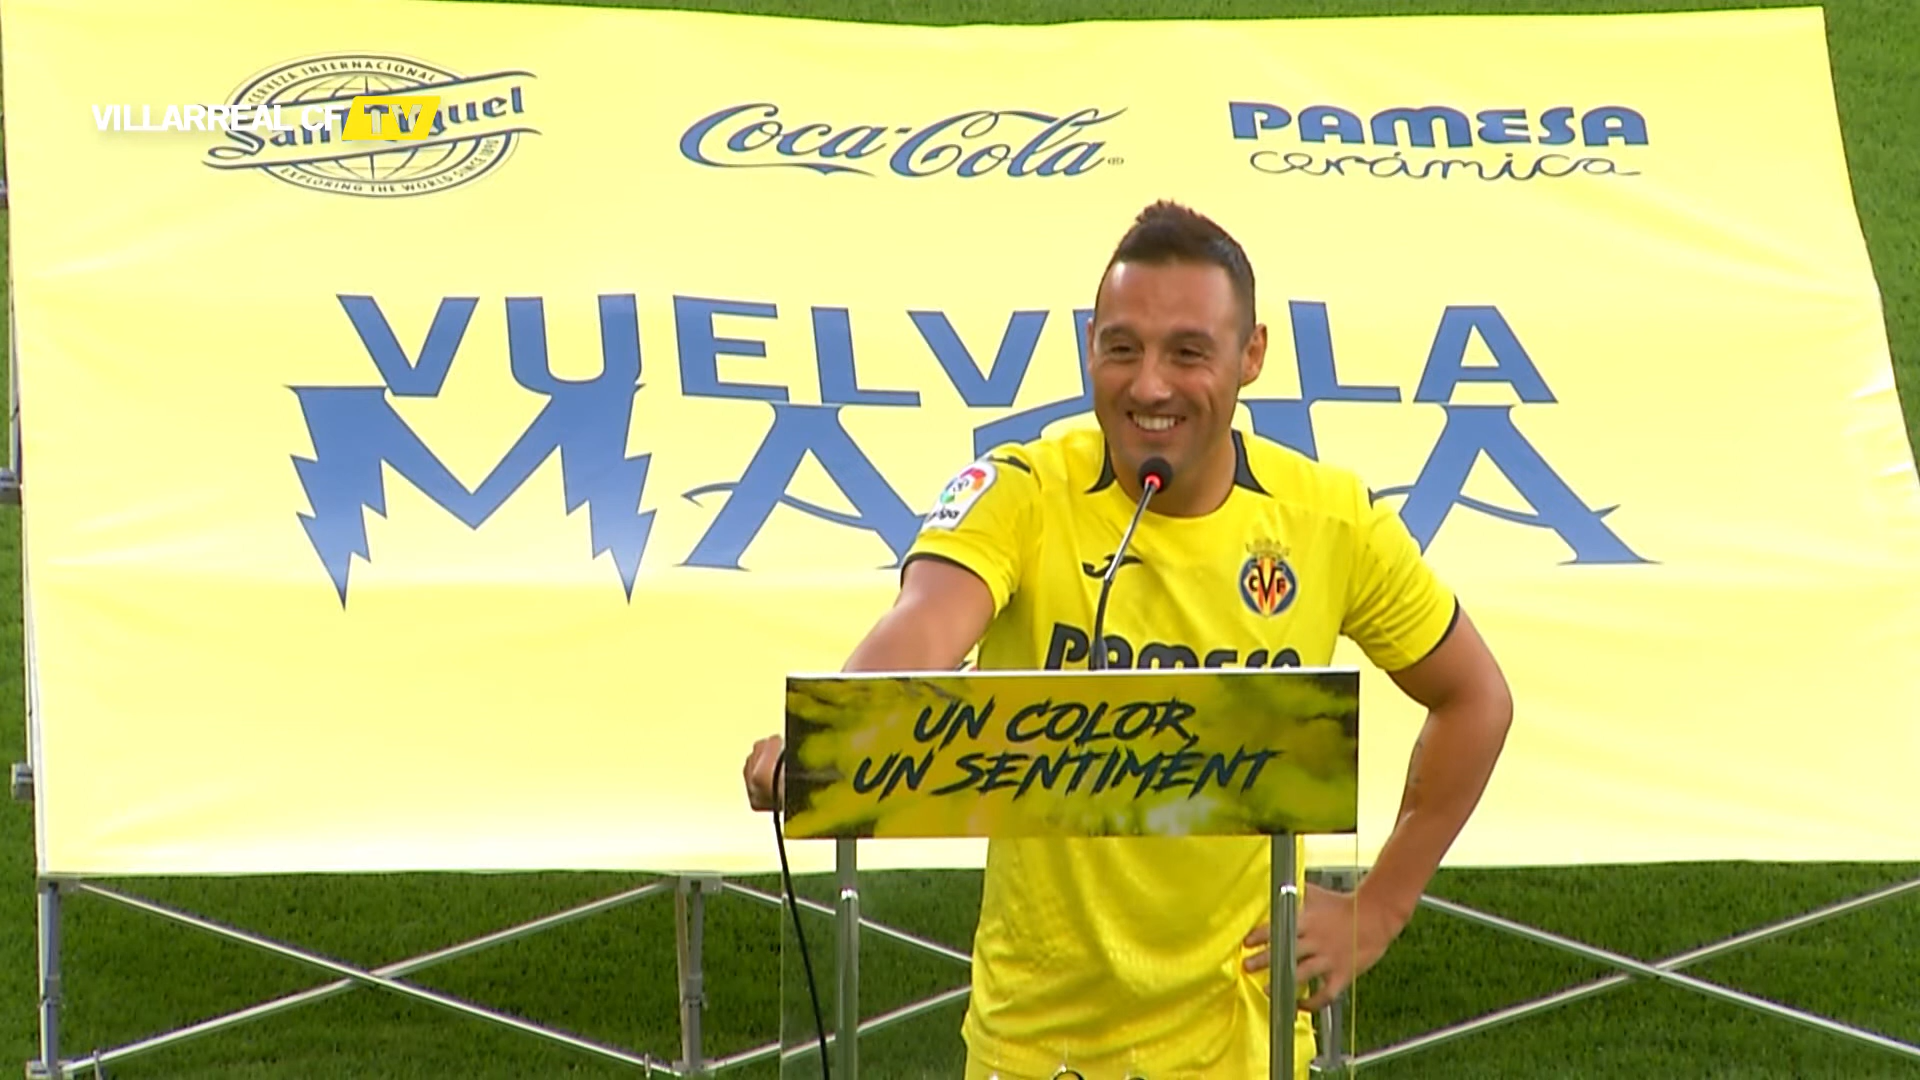 VILLARREAL CF TV
CERVEZA INTERNACIONAL
San Miguel
EXPLORING THE WORLD SINCE
Coca-Cola
PAMESA
cerámica
VUELVE LA
MAGIA
CVF
PAMESA
UN COLOR,
UN SENTIMENT